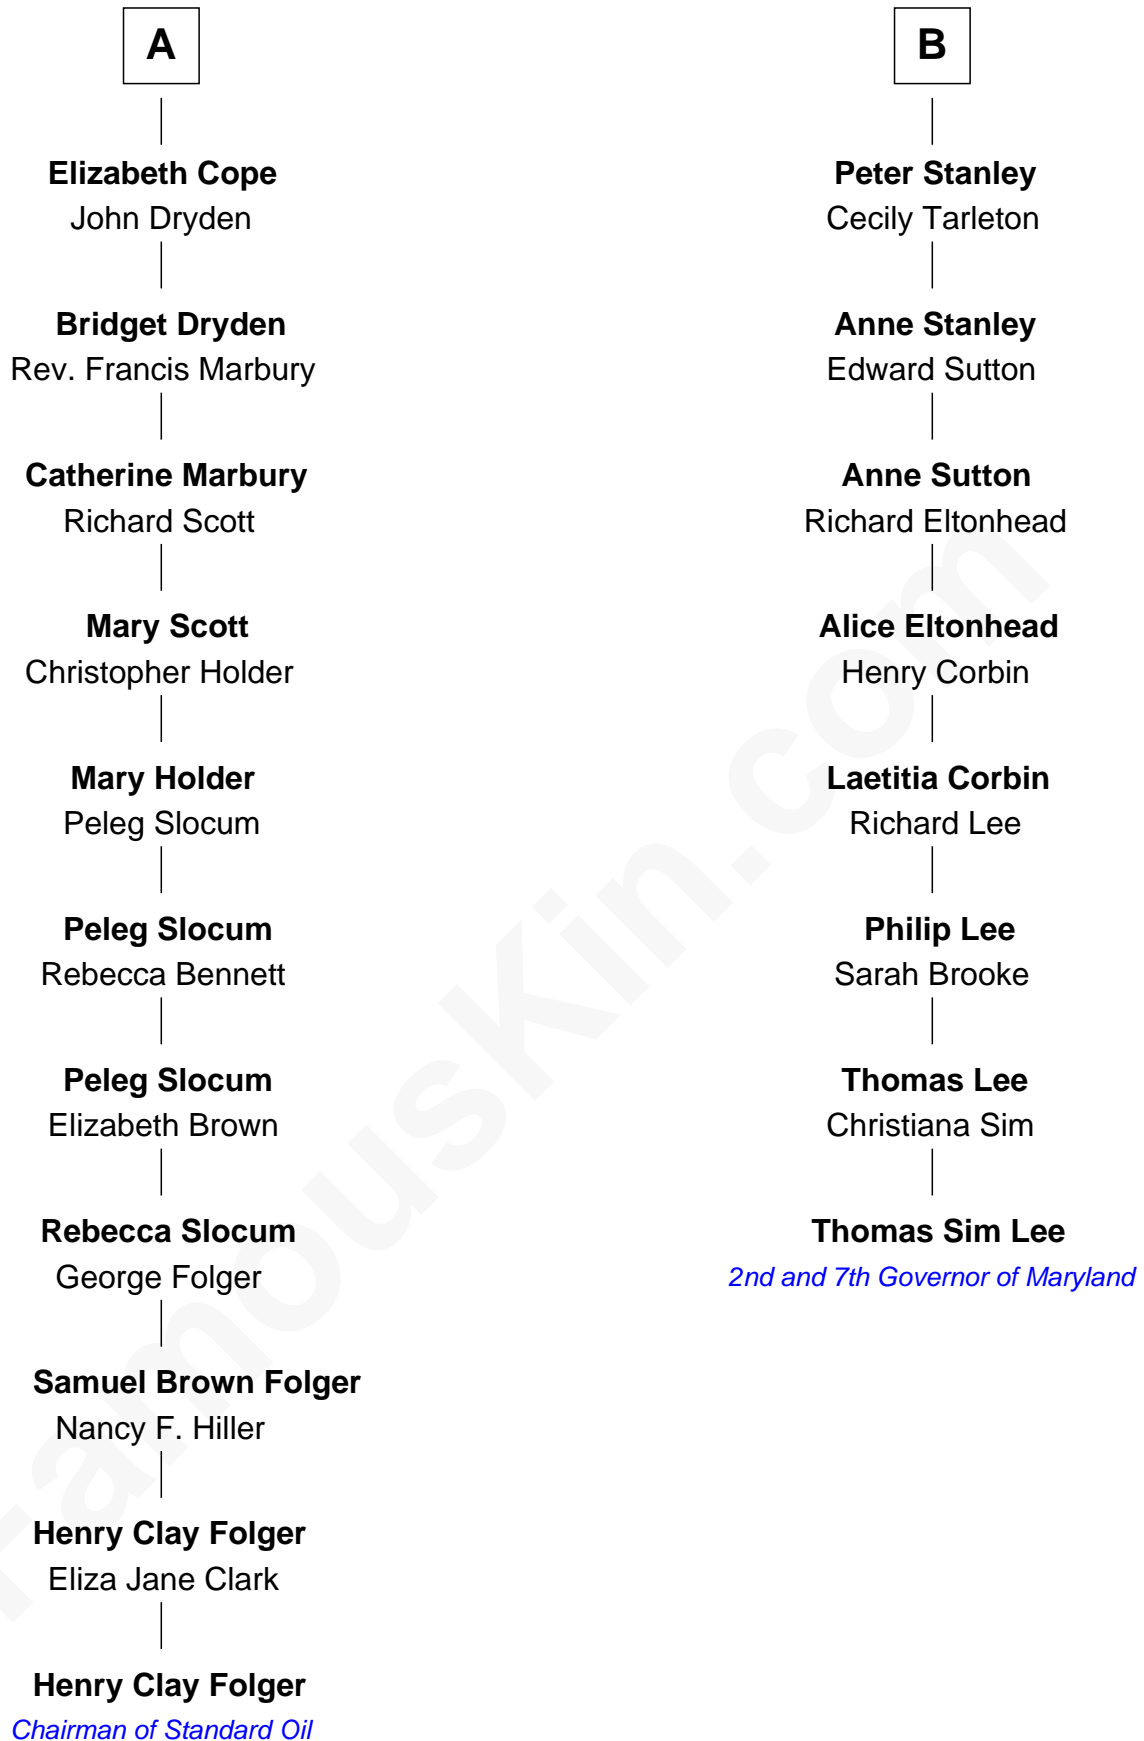 A
Elizabeth Cope
John Dryden
Bridget Dryden
Rev. Francis Marbury
Catherine Marbury
Richard Scott
Mary Scott
Christopher Holder
Mary Holder
Peleg Slocum
Peleg Slocum
Rebecca Bennett
Peleg Slocum
Elizabeth Brown
Rebecca Slocum
George Folger
Samuel Brown Folger
Nancy F. Hiller
Henry Clay Folger
Eliza Jane Clark
Henry Clay Folger
Chairman of Standard Oil
B
Peter Stanley
Cecily Tarleton
Anne Stanley
Edward Sutton
Anne Sutton
Richard Eltonhead
Alice Eltonhead
Henry Corbin
Laetitia Corbin
Richard Lee
Philip Lee
Sarah Brooke
Thomas Lee
Christiana Sim
Thomas Sim Lee
2nd and 7th Governor of Maryland
FamousKin.com